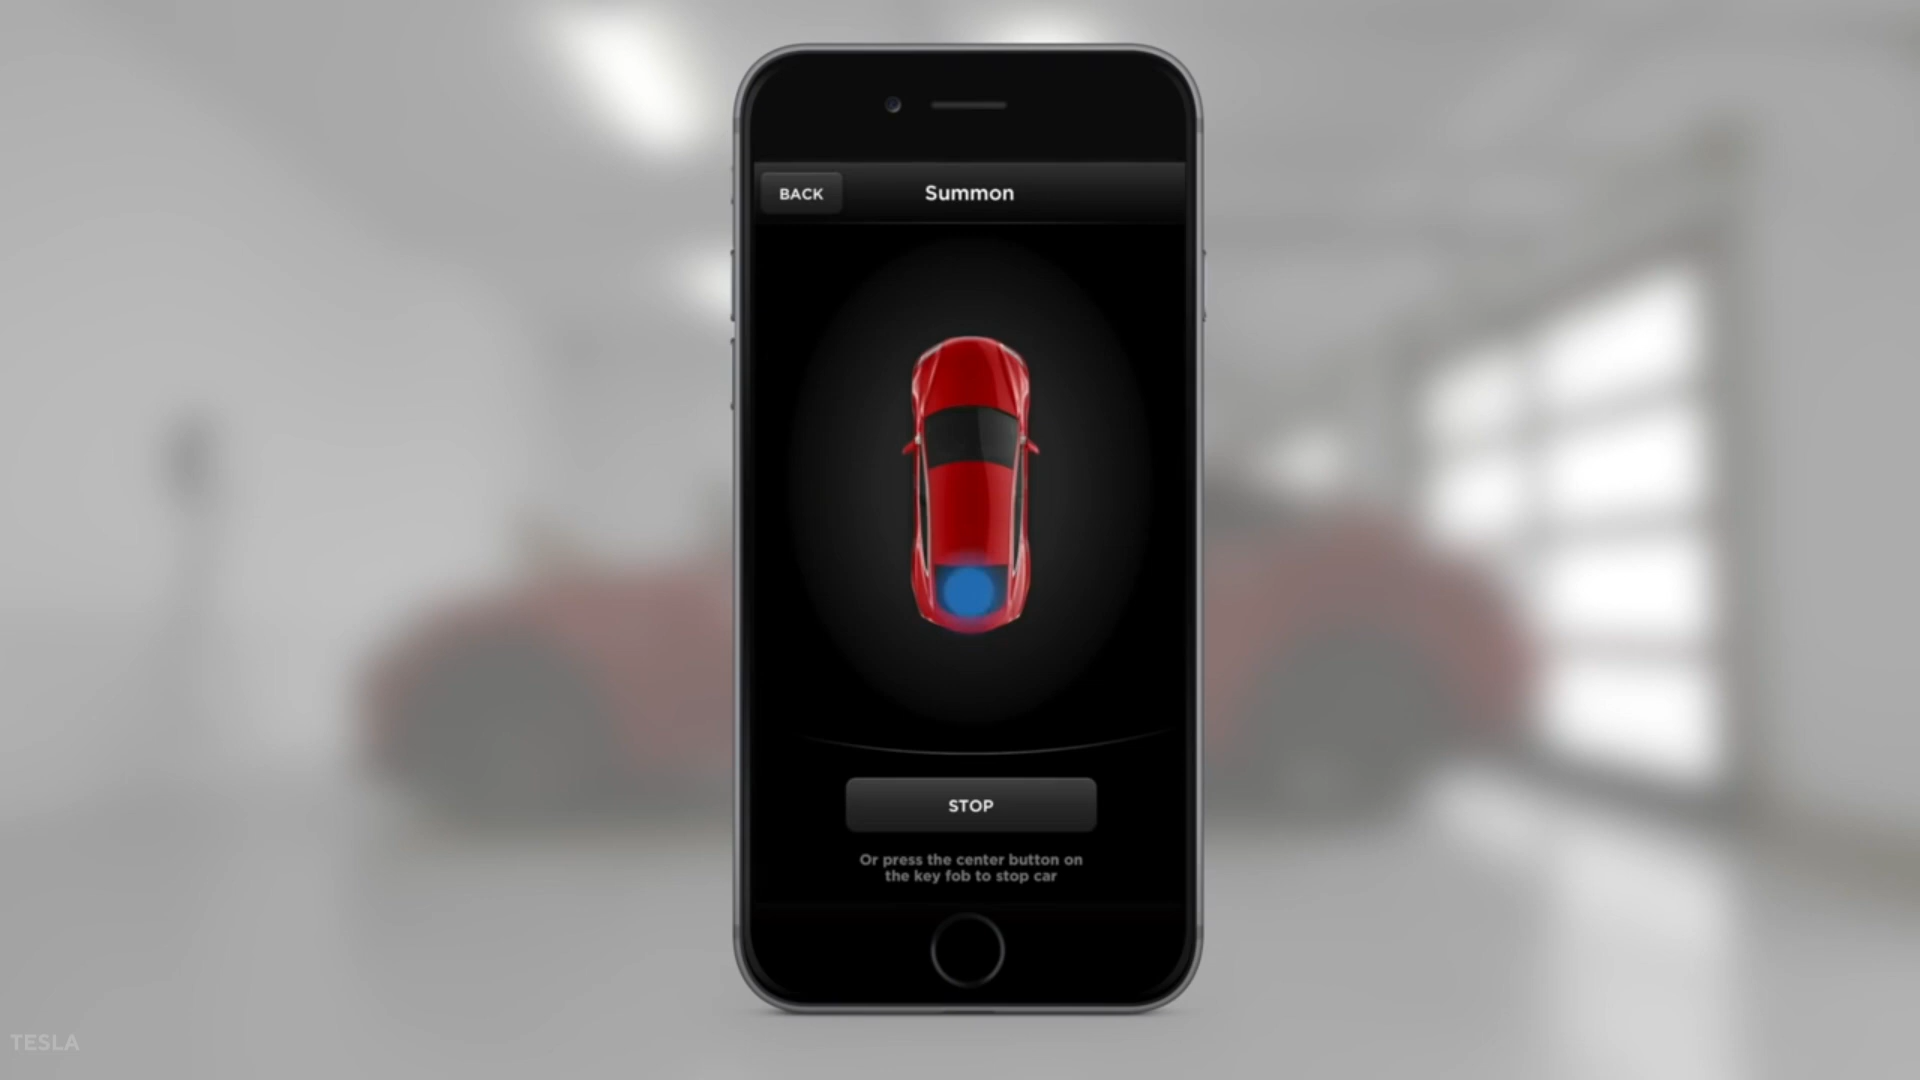 BACK
Summon
STOP
Or press the center button on
the key fob to stop car
TESLA